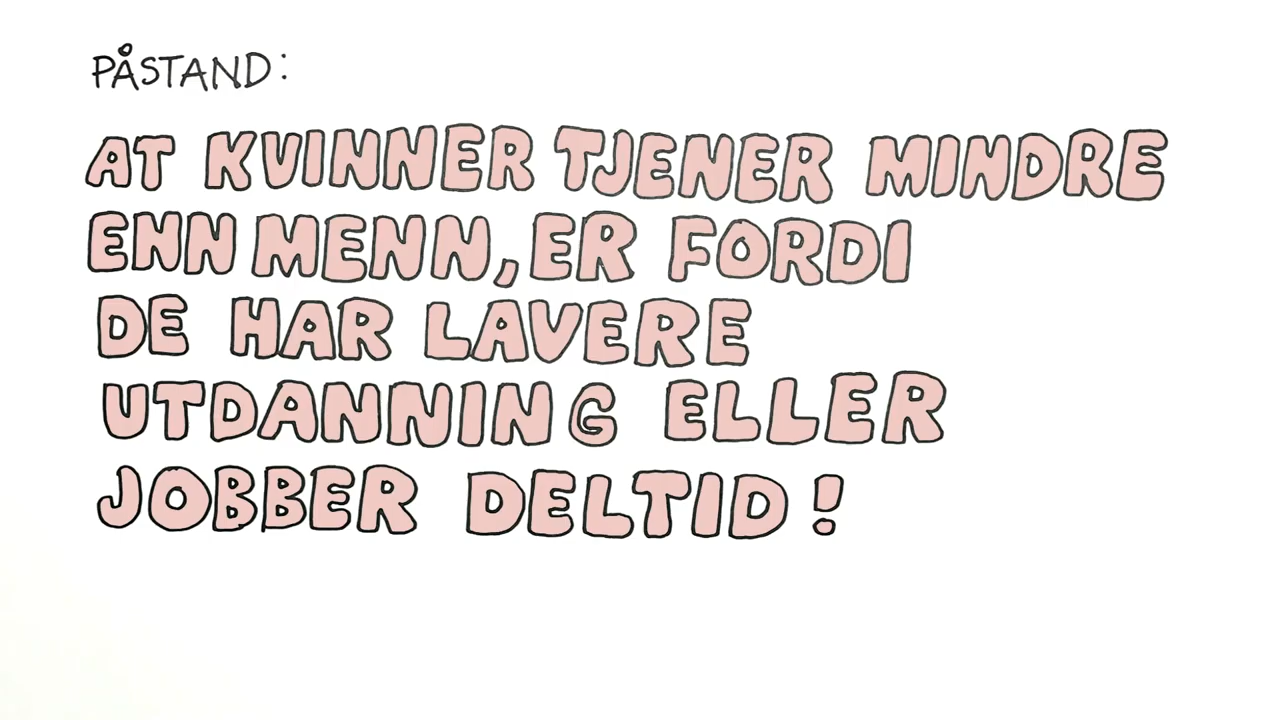 PÅSTAND:
AT KVINNER TJENER MINDRE
ENN MENN, ER FORDI
DE HAR LAVERE
UTDANNING ELLER
JOBBER DELTID!